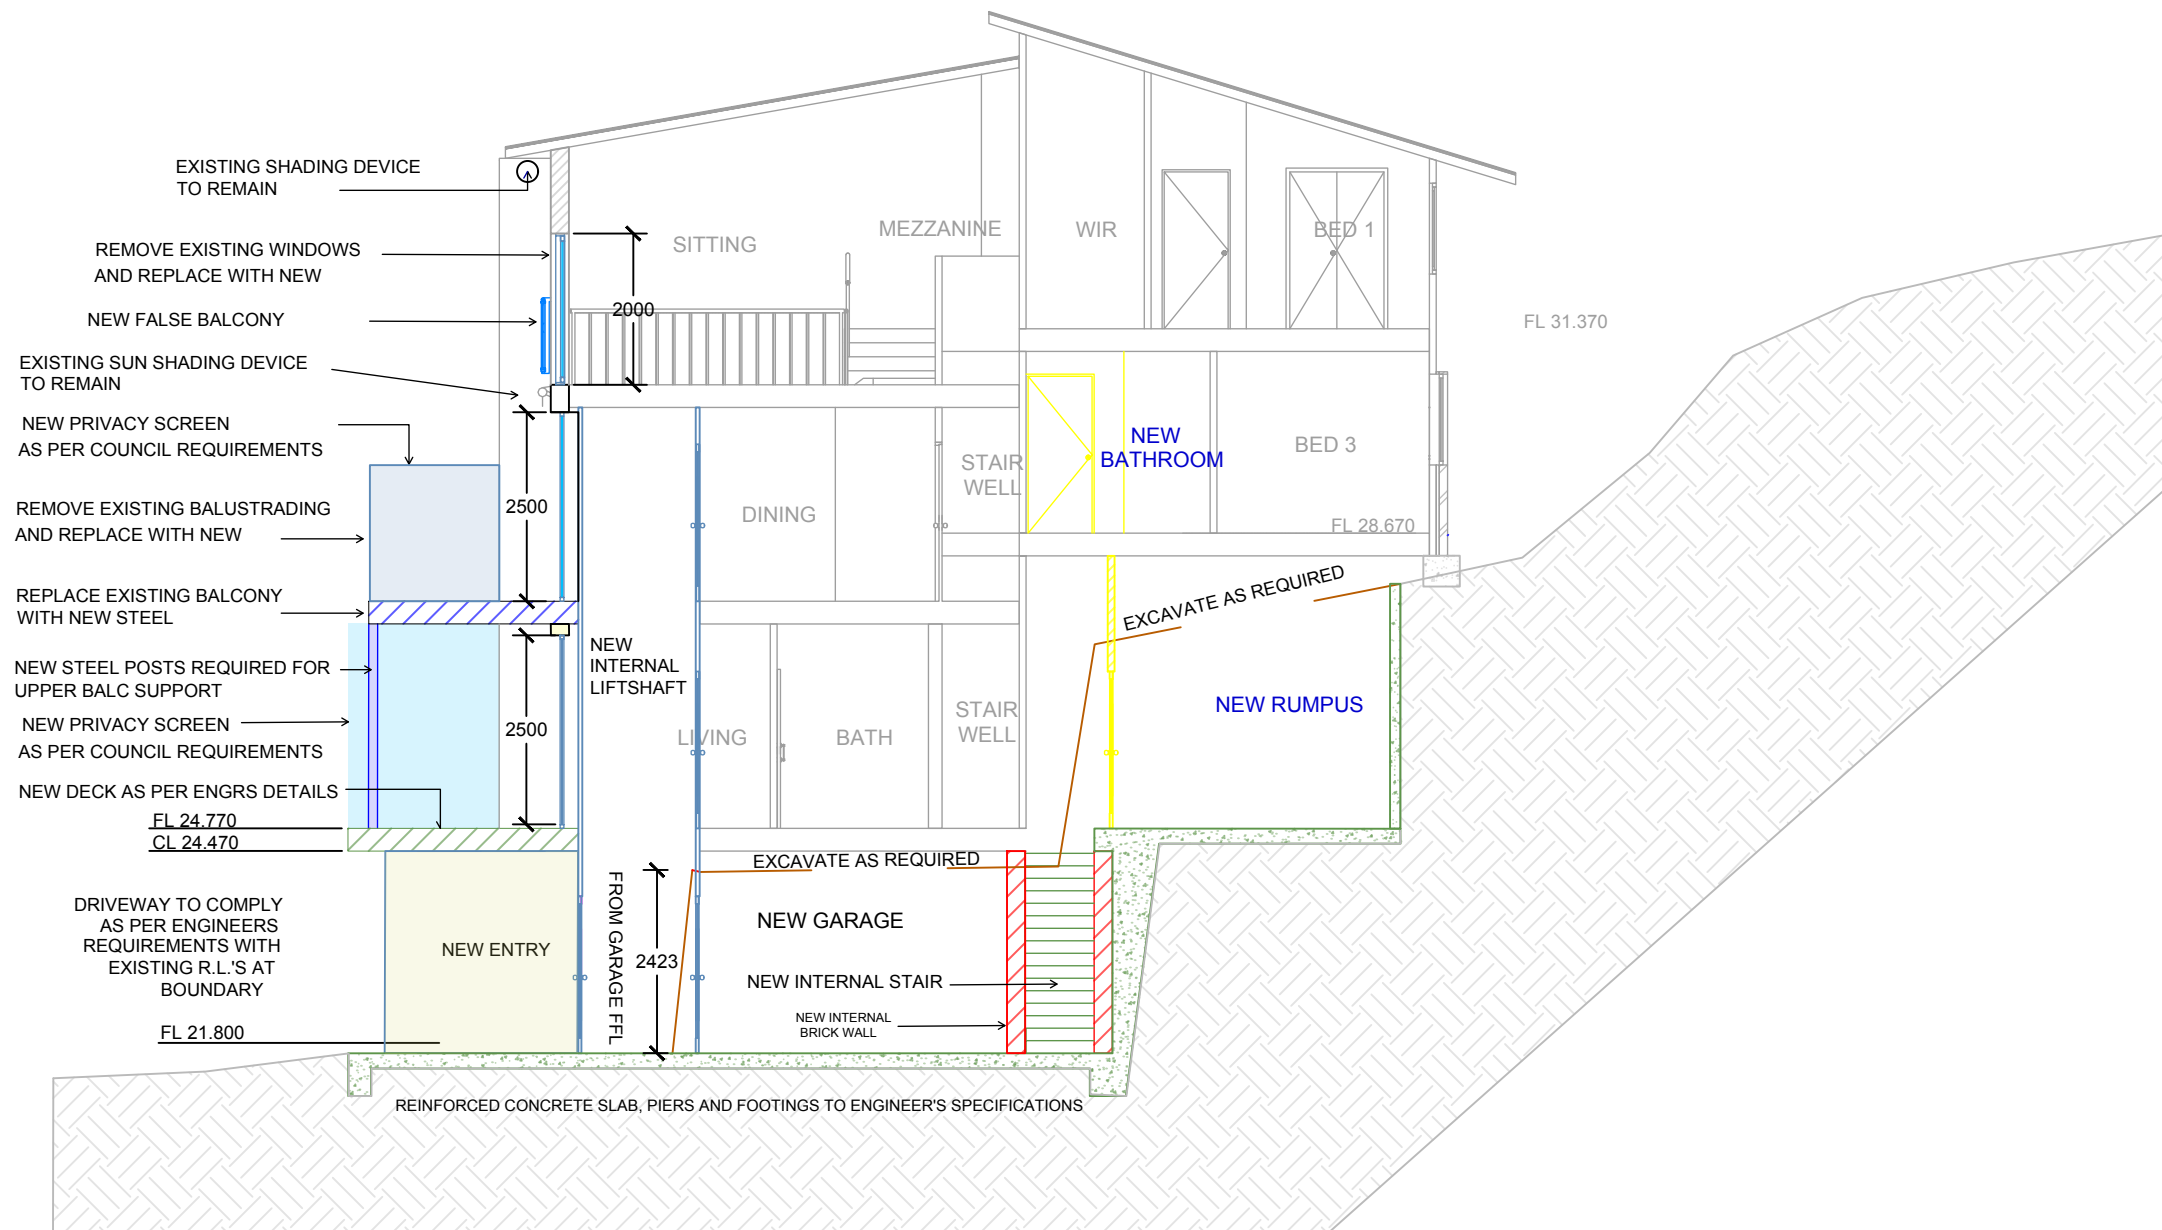 EXISTING SHADING DEVICE
TO REMAIN
REMOVE EXISTING WINDOWS
AND REPLACE WITH NEW
NEW FALSE BALCONY
EXISTING SUN SHADING DEVICE
TO REMAIN
NEW PRIVACY SCREEN
AS PER COUNCIL REQUIREMENTS
REMOVE EXISTING BALUSTRADING
AND REPLACE WITH NEW
REPLACE EXISTING BALCONY
WITH NEW STEEL
NEW STEEL POSTS REQUIRED FOR
UPPER BALC SUPPORT
NEW PRIVACY SCREEN
AS PER COUNCIL REQUIREMENTS
NEW DECK AS PER ENGRS DETAILS
FL 24.770
CL 24.470
DRIVEWAY TO COMPLY
AS PER ENGINEERS
REQUIREMENTS WITH
EXISTING R.L.'S AT
BOUNDARY
FL 21.800
SITTING
MEZZANINE
WIR
BED 1
2000
FL 31.370
2500
DINING
STAIR
WELL
NEW
BATHROOM
BED 3
FL 28.670
EXCAVATE AS REQUIRED
NEW
INTERNAL
LIFTSHAFT
2500
LIVING
BATH
STAIR
WELL
NEW RUMPUS
EXCAVATE AS REQUIRED
NEW ENTRY
FROM GARAGE FFL
2423
NEW GARAGE
NEW INTERNAL STAIR
NEW INTERNAL
BRICK WALL
REINFORCED CONCRETE SLAB, PIERS AND FOOTINGS TO ENGINEER'S SPECIFICATIONS